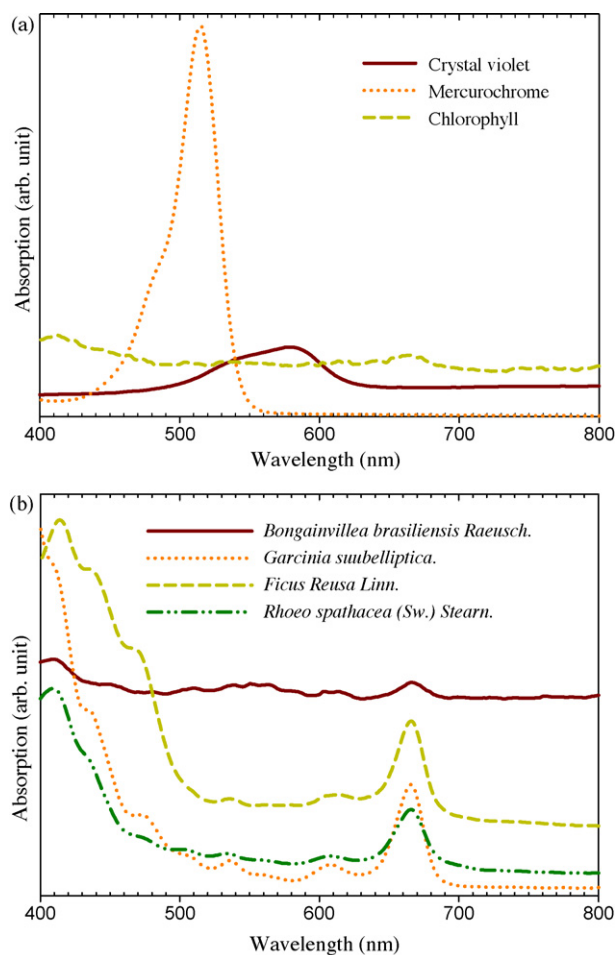 (a)
Crystal violet
Mercurochrome
Chlorophyll
Absorption (arb. unit)
400 500 600 700 800
Wavelength (nm)
(b)
Bongainvillea brasiliensis Raeusch.
Garcinia suubelliptica.
Ficus Reusa Linn.
Rhoeo spathacea (Sw.) Stearn.
Absorption (arb. unit)
400 500 600 700 800
Wavelength (nm)